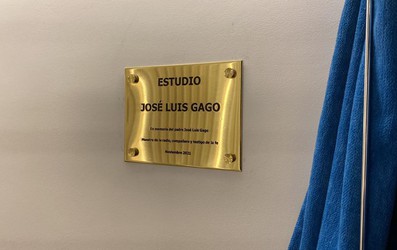 ESTUDIO
JOSÉ LUIS GAGO
En memoria del padre José Luis Gago
Maestro de la radio, compañero y testigo de la fe
Noviembre